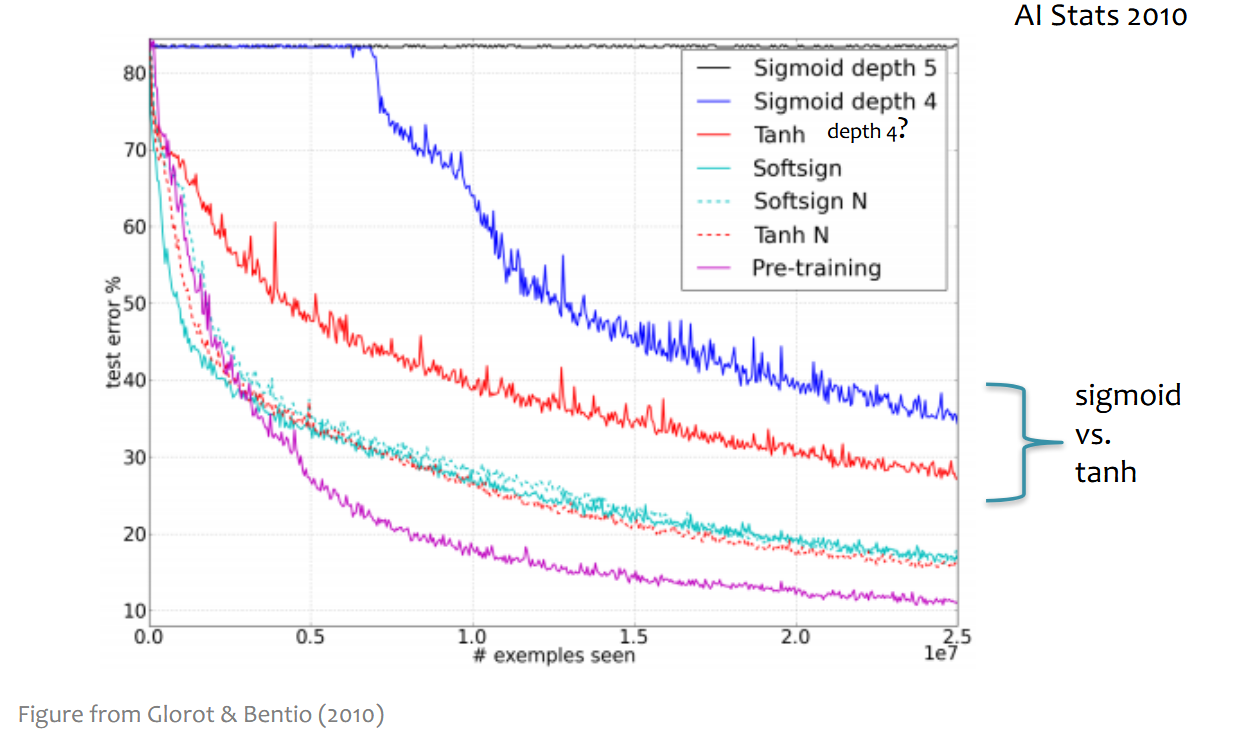 AI Stats 2010
Sigmoid depth 5
Sigmoid depth 4
Tanh depth 4?
Softsign
Softsign N
Tanh N
Pre-training
80
70
60
50
40
30
20
10
test error %
0.0 0.5 1.0 1.5 2.0 2.5
# exemples seen
1e7
sigmoid
vs.
tanh
Figure from Glorot & Bentio (2010)